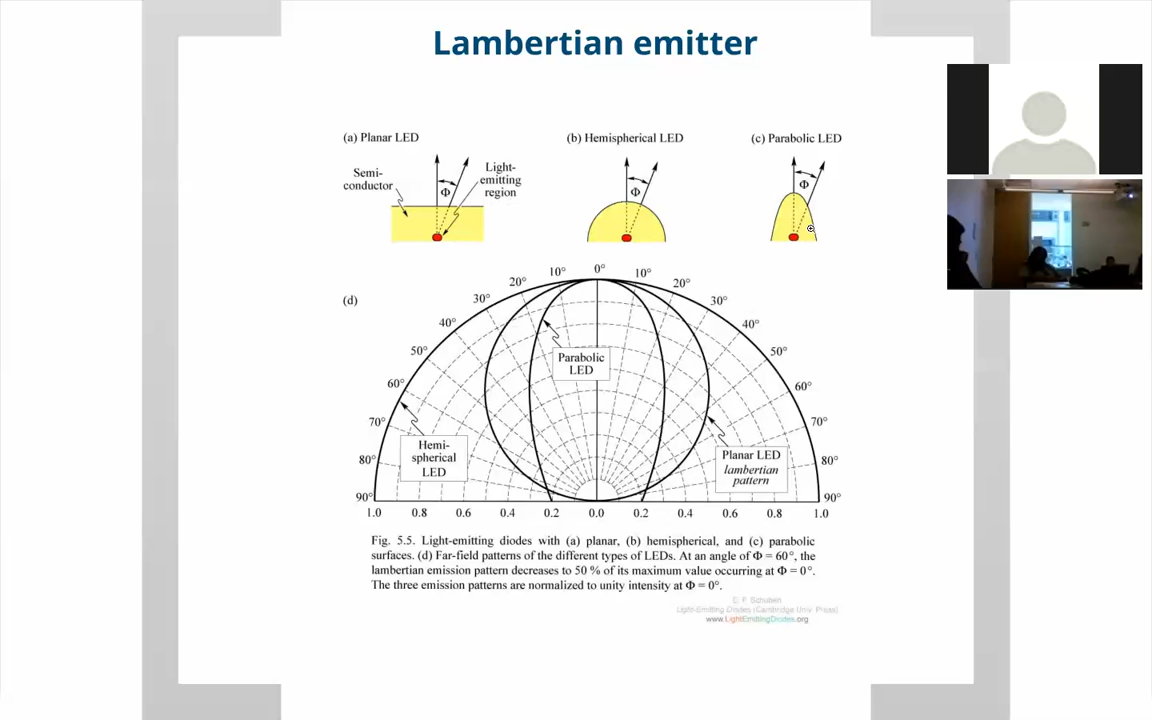 Lambertian emitter
(a) Planar LED
(b) Hemispherical LED
(c) Parabolic LED
Semi-
conductor
Φ
Light-
emitting
region
Φ
Φ
(d)
90°
80°
70°
60°
50°
40°
30°
20°
10°
0°
10°
20°
30°
40°
50°
60°
70°
80°
90°
Parabolic
LED
Hemi-
spherical
LED
Planar LED
lambertian
pattern
1.0 0.8 0.6 0.4 0.2 0.0 0.2 0.4 0.6 0.8 1.0
Fig. 5.5. Light-emitting diodes with (a) planar, (b) hemispherical, and (c) parabolic
surfaces. (d) Far-field patterns of the different types of LEDs. At an angle of Φ = 60°, the
lambertian emission pattern decreases to 50 % of its maximum value occurring at Φ = 0°.
The three emission patterns are normalized to unity intensity at Φ = 0°.
F. Schubert
Light-Emitting Diodes (Cambridge Univ. Press)
www.LightEmittingDiodes.org